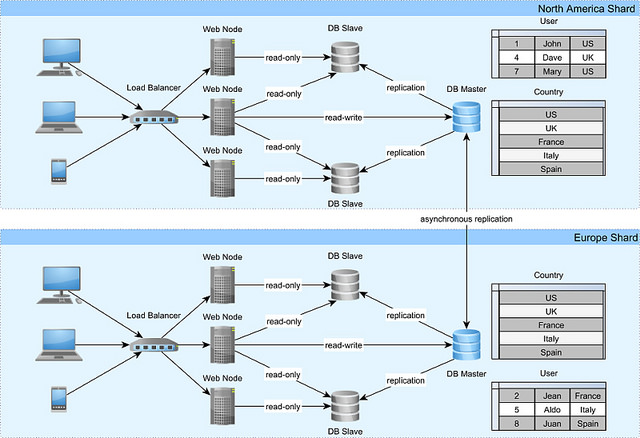 North America Shard
Web Node
DB Slave
User
read-only
1 John US
4 Dave UK
7 Mary US
Load Balancer
Web Node
read-only
replication
DB Master
Country
read-write
US
UK
France
Italy
Spain
Web Node
read-only
replication
read-only
DB Slave
asynchronous replication
Europe Shard
Web Node
DB Slave
Country
read-only
US
UK
France
Italy
Spain
Load Balancer
Web Node
read-only
replication
read-write
DB Master
Web Node
read-only
replication
User
read-only
2 Jean France
5 Aldo Italy
8 Juan Spain
DB Slave